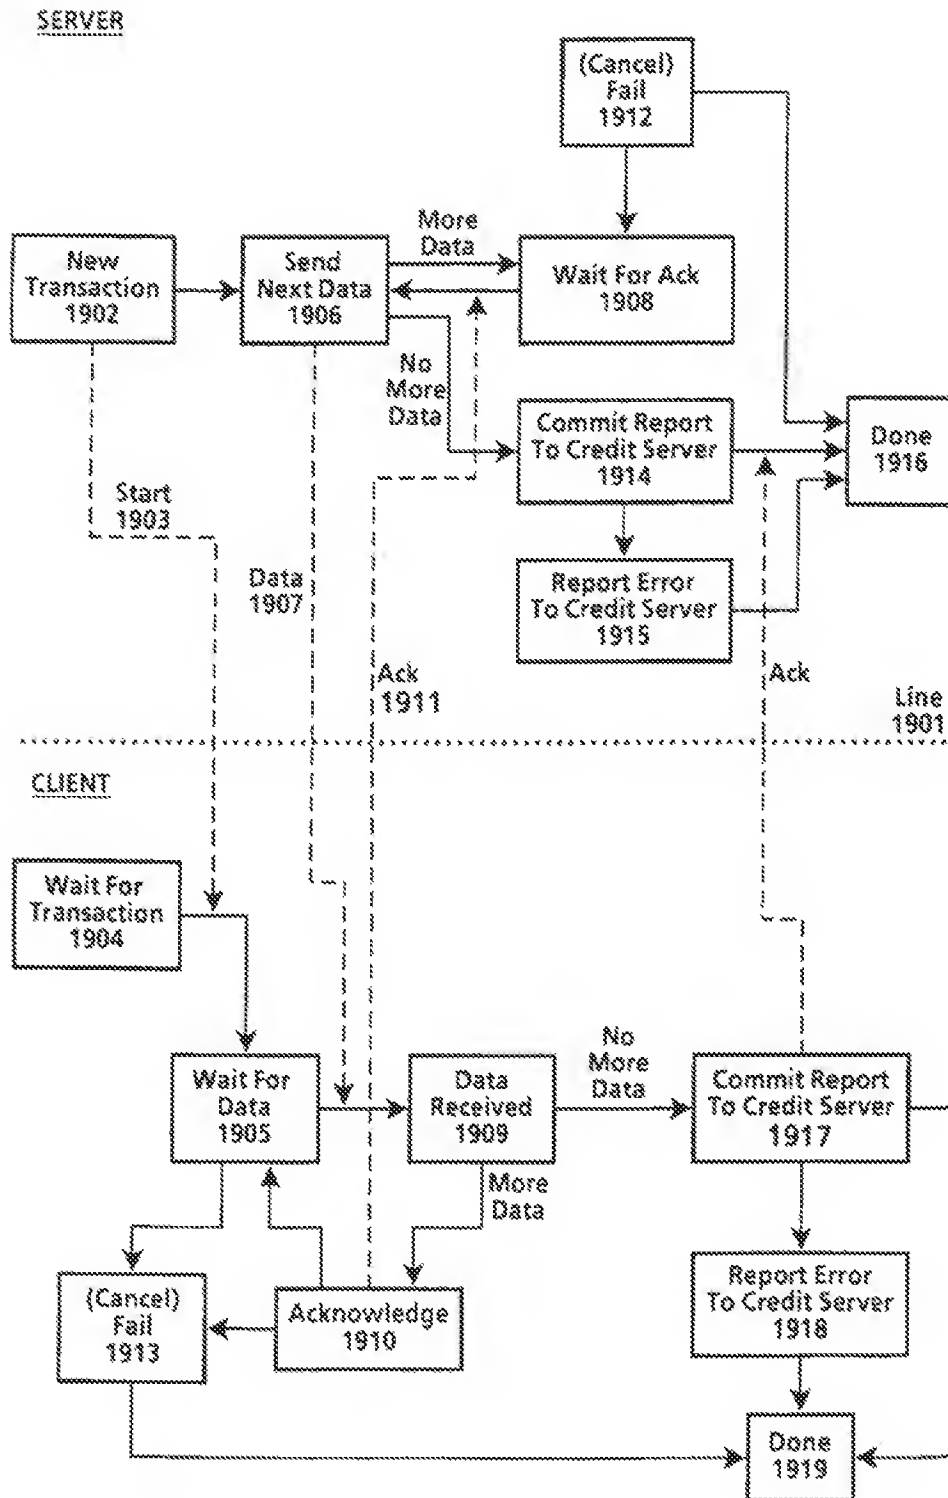 SERVER
(Cancel)
Fail
1912
New
Transaction
1902
Send
Next Data
1906
More
Data
Wait For Ack
1908
No
More
Data
Commit Report
To Credit Server
1914
Done
1916
Start
1903
Data
1907
Report Error
To Credit Server
1915
Ack
1911
Ack
Line
1901
CLIENT
Wait For
Transaction
1904
Wait For
Data
1905
Data
Received
1909
No
More
Data
Commit Report
To Credit Server
1917
More
Data
(Cancel)
Fail
1913
Acknowledge
1910
Report Error
To Credit Server
1918
Done
1919